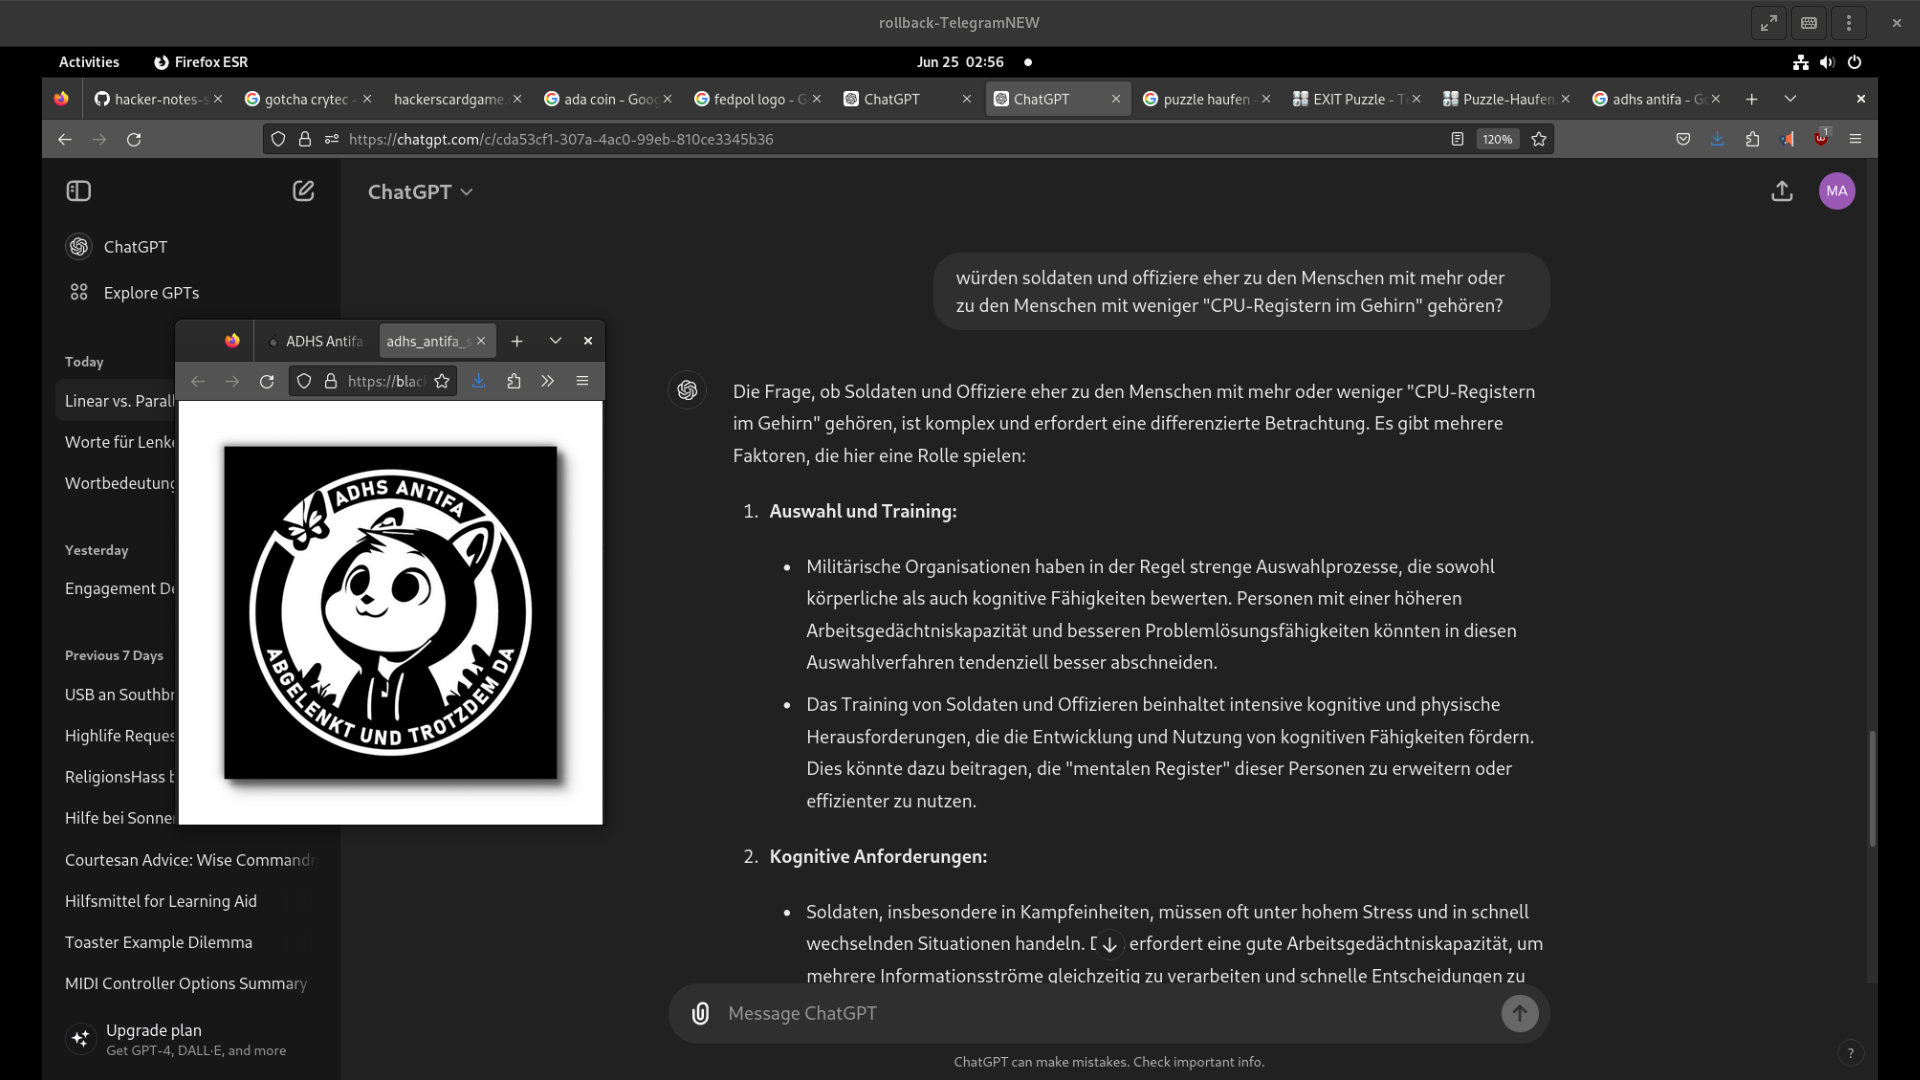 rollback-TelegramNEW
Activities
Firefox ESR
Jun 25 02:56
hacker-notes-s
gotcha crytec -
hackerscardgame.
ada coin - Goog
fedpol logo - G
ChatGPT
ChatGPT
puzzle haufen -
EXIT Puzzle - Te
Puzzle-Haufen.
adhs antifa - Go
https://chatgpt.com/c/cda53cf1-307a-4ac0-99eb-810ce3345b36
120%
1
ChatGPT
MA
ChatGPT
Explore GPTs
Today
Linear vs. Parall
Worte für Lenke
Wortbedeutung
Yesterday
Engagement De
Previous 7 Days
USB an Southbr
Highlife Reques
ReligionsHass b
Hilfe bei Sonne
Courtesan Advice: Wise Commandr
Hilfsmittel for Learning Aid
Toaster Example Dilemma
MIDI Controller Options Summary
Upgrade plan
Get GPT-4, DALL·E, and more
ADHS Antifa
adhs_antifa_s
https://black
ADHS ANTIFA
ABGELENKT UND TROTZDEM DA
würden soldaten und offiziere eher zu den Menschen mit mehr oder
zu den Menschen mit weniger "CPU-Registern im Gehirn" gehören?
Die Frage, ob Soldaten und Offiziere eher zu den Menschen mit mehr oder weniger "CPU-Registern
im Gehirn" gehören, ist komplex und erfordert eine differenzierte Betrachtung. Es gibt mehrere
Faktoren, die hier eine Rolle spielen:
1. Auswahl und Training:
• Militärische Organisationen haben in der Regel strenge Auswahlprozesse, die sowohl
körperliche als auch kognitive Fähigkeiten bewerten. Personen mit einer höheren
Arbeitsgedächtniskapazität und besseren Problemlösungsfähigkeiten könnten in diesen
Auswahlverfahren tendenziell besser abschneiden.
• Das Training von Soldaten und Offizieren beinhaltet intensive kognitive und physische
Herausforderungen, die die Entwicklung und Nutzung von kognitiven Fähigkeiten fördern.
Dies könnte dazu beitragen, die "mentalen Register" dieser Personen zu erweitern oder
effizienter zu nutzen.
2. Kognitive Anforderungen:
• Soldaten, insbesondere in Kampfeinheiten, müssen oft unter hohem Stress und in schnell
wechselnden Situationen handeln. D erfordert eine gute Arbeitsgedächtniskapazität, um
mehrere Informationsströme gleichzeitig zu verarbeiten und schnelle Entscheidungen zu
Message ChatGPT
ChatGPT can make mistakes. Check important info.
?